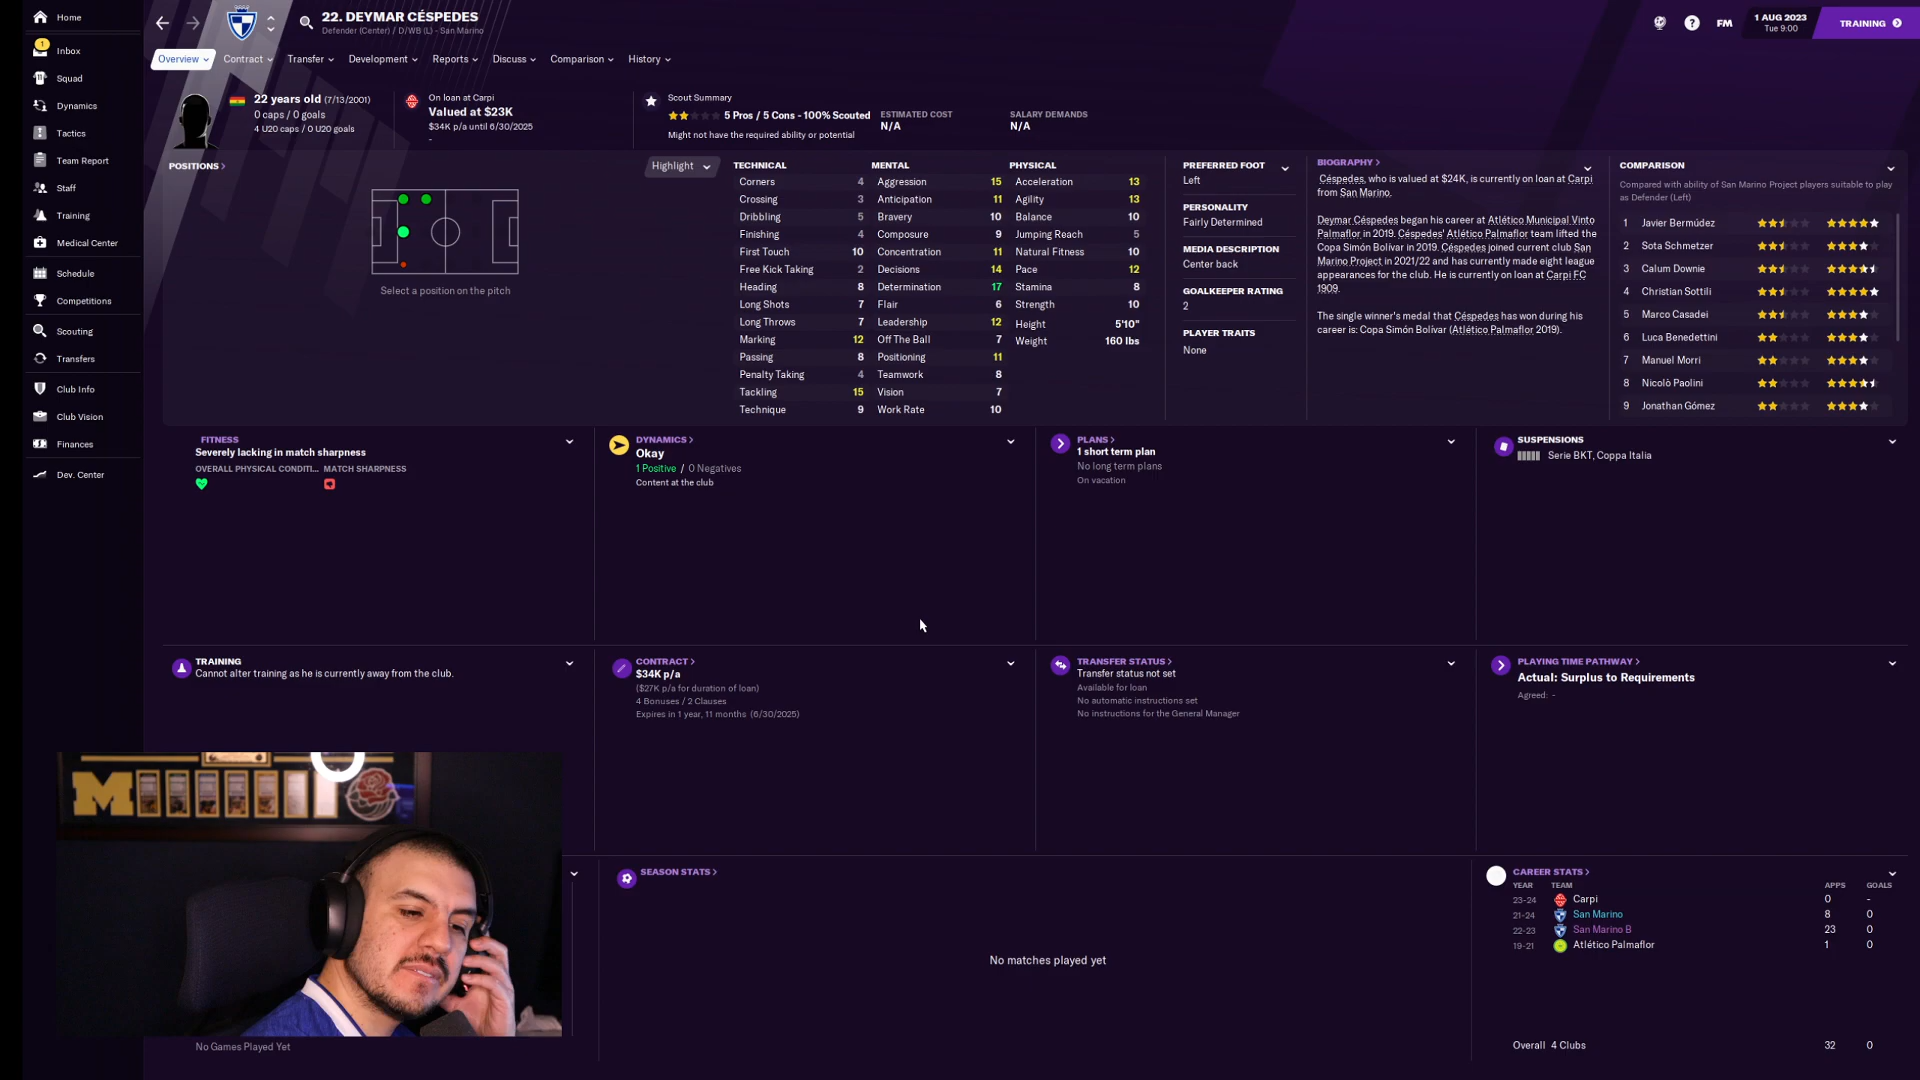 Home
Inbox
1
Squad
Dynamics
Tactics
Team Report
Staff
Training
Medical Center
Schedule
Competitions
Scouting
Transfers
Club Info
Club Vision
Finances
Dev. Center
22. DEYMAR CÉSPEDES
Defender (Center) / D/WB (L) - San Marino
FM
1 AUG 2023
Tue 9:00
TRAINING
Overview
Contract
Transfer
Development
Reports
Discuss
Comparison
History
22 years old (7/13/2001)
0 caps / 0 goals
4 U20 caps / 0 U20 goals
On loan at Carpi
Valued at $23K
$34K p/a until 6/30/2025
-
Scout Summary
5 Pros / 5 Cons - 100% Scouted
Might not have the required ability or potential
ESTIMATED COST
N/A
SALARY DEMANDS
N/A
POSITIONS
Select a position on the pitch
Highlight
TECHNICAL
Corners 4
Crossing 3
Dribbling 5
Finishing 4
First Touch 10
Free Kick Taking 2
Heading 8
Long Shots 7
Long Throws 7
Marking 12
Passing 8
Penalty Taking 4
Tackling 15
Technique 9
MENTAL
Aggression 15
Anticipation 11
Bravery 10
Composure 9
Concentration 11
Decisions 14
Determination 17
Flair 6
Leadership 12
Off The Ball 7
Positioning 11
Teamwork 8
Vision 7
Work Rate 10
PHYSICAL
Acceleration 13
Agility 13
Balance 10
Jumping Reach 5
Natural Fitness 10
Pace 12
Stamina 8
Strength 10
Height 5'10"
Weight 160 lbs
PREFERRED FOOT
Left
PERSONALITY
Fairly Determined
MEDIA DESCRIPTION
Center back
GOALKEEPER RATING
2
PLAYER TRAITS
None
BIOGRAPHY
Céspedes, who is valued at $24K, is currently on loan at Carpi
from San Marino.
Deymar Céspedes began his career at Atlético Municipal Vinto
Palmaflor in 2019. Céspedes' Atlético Palmaflor team lifted the
Copa Simón Bolívar in 2019. Céspedes joined current club San
Marino Project in 2021/22 and has currently made eight league
appearances for the club. He is currently on loan at Carpi FC
1909.
The single winner's medal that Céspedes has won during his
career is: Copa Simón Bolívar (Atlético Palmaflor 2019).
COMPARISON
Compared with ability of San Marino Project players suitable to play
as Defender (Left)
1 Javier Bermúdez
2 Sota Schmetzer
3 Calum Downie
4 Christian Sottili
5 Marco Casadei
6 Luca Benedettini
7 Manuel Morri
8 Nicolò Paolini
9 Jonathan Gómez
FITNESS
Severely lacking in match sharpness
OVERALL PHYSICAL CONDITI... MATCH SHARPNESS
DYNAMICS
Okay
1 Positive / 0 Negatives
Content at the club
PLANS
1 short term plan
No long term plans
On vacation
SUSPENSIONS
Serie BKT, Coppa Italia
TRAINING
Cannot alter training as he is currently away from the club.
CONTRACT
$34K p/a
($27K p/a for duration of loan)
4 Bonuses / 2 Clauses
Expires in 1 year, 11 months (6/30/2025)
TRANSFER STATUS
Transfer status not set
Available for loan
No automatic instructions set
No instructions for the General Manager
PLAYING TIME PATHWAY
Actual: Surplus to Requirements
Agreed: -
M
No Games Played Yet
SEASON STATS
No matches played yet
CAREER STATS
YEAR TEAM APPS GOALS
23-24 Carpi 0 -
21-24 San Marino 8 0
22-23 San Marino B 23 0
19-21 Atlético Palmaflor 1 0
Overall 4 Clubs 32 0